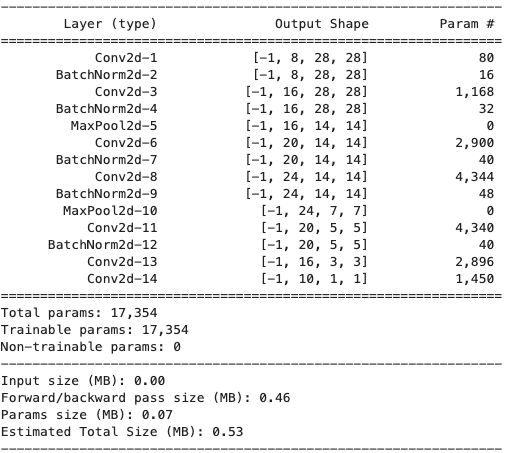 ----------------------------------------------------------------
Layer (type) Output Shape Param #
================================================================
Conv2d-1 [-1, 8, 28, 28] 80
BatchNorm2d-2 [-1, 8, 28, 28] 16
Conv2d-3 [-1, 16, 28, 28] 1,168
BatchNorm2d-4 [-1, 16, 28, 28] 32
MaxPool2d-5 [-1, 16, 14, 14] 0
Conv2d-6 [-1, 20, 14, 14] 2,900
BatchNorm2d-7 [-1, 20, 14, 14] 40
Conv2d-8 [-1, 24, 14, 14] 4,344
BatchNorm2d-9 [-1, 24, 14, 14] 48
MaxPool2d-10 [-1, 24, 7, 7] 0
Conv2d-11 [-1, 20, 5, 5] 4,340
BatchNorm2d-12 [-1, 20, 5, 5] 40
Conv2d-13 [-1, 16, 3, 3] 2,896
Conv2d-14 [-1, 10, 1, 1] 1,450
================================================================
Total params: 17,354
Trainable params: 17,354
Non-trainable params: 0
----------------------------------------------------------------
Input size (MB): 0.00
Forward/backward pass size (MB): 0.46
Params size (MB): 0.07
Estimated Total Size (MB): 0.53
----------------------------------------------------------------